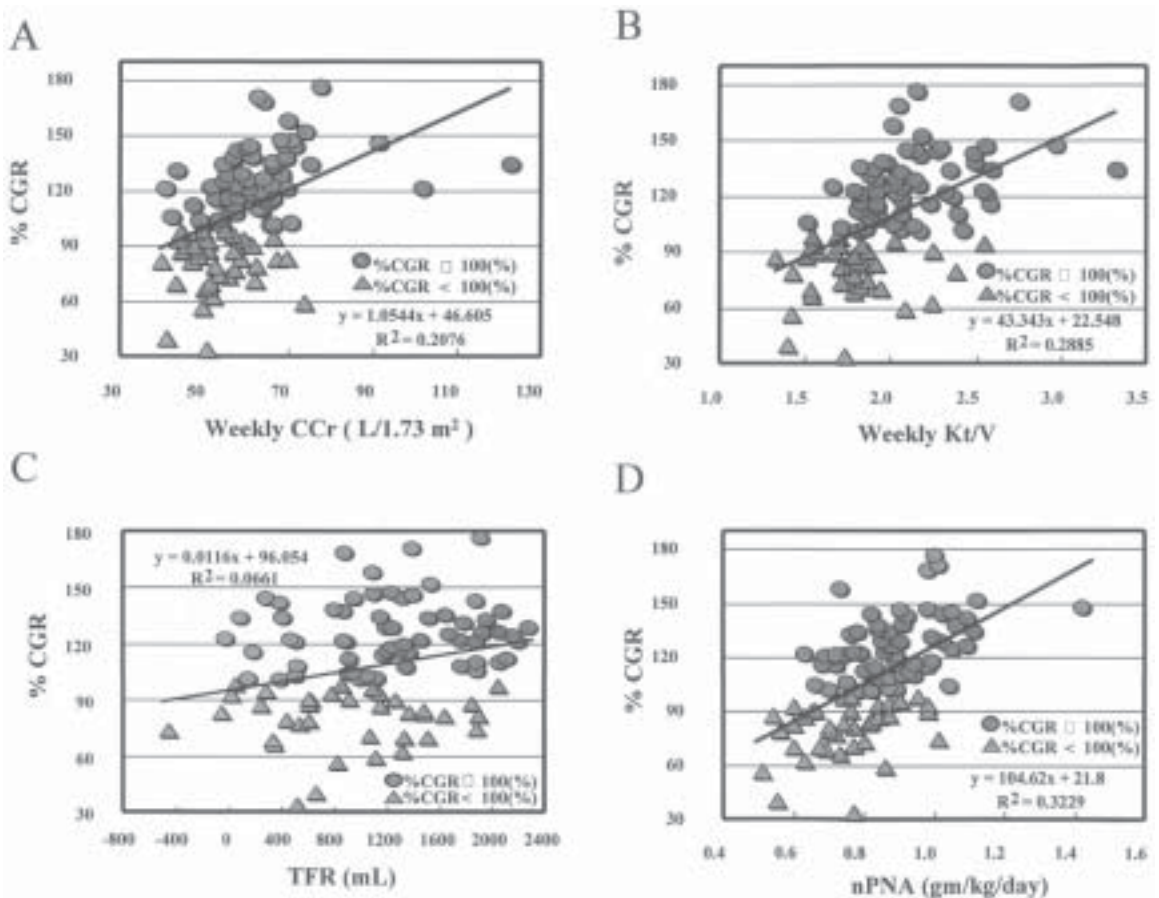 A
% CGR
180
150
120
90
60
30
%CGR □ 100(%)
%CGR < 100(%)
y = 1.0544x + 46.605
R² = 0.2076
30 50 70 90 110 130
Weekly CCr ( L/1.73 m² )
B
% CGR
180
150
120
90
60
30
%CGR □ 100(%)
%CGR < 100(%)
y = 43.343x + 22.548
R² = 0.2885
1.0 1.5 2.0 2.5 3.0 3.5
Weekly Kt/V
C
% CGR
180
150
120
90
60
30
y = 0.0116x + 96.054
R² = 0.0661
%CGR □ 100(%)
%CGR < 100(%)
-800 -400 0 400 800 1200 1600 2000 2400
TFR (mL)
D
% CGR
180
150
120
90
60
30
%CGR □ 100(%)
%CGR < 100(%)
y = 104.62x + 21.8
R² = 0.3229
0.4 0.6 0.8 1.0 1.2 1.4 1.6
nPNA (gm/kg/day)